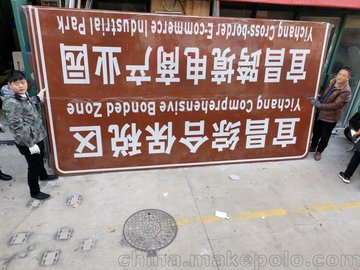 宜昌综合保税区
Yichang Comprehensive Bonded Zone
宜昌跨境电商产业园
Yichang Cross-border E-commerce Industrial Park
china.makepolo.com